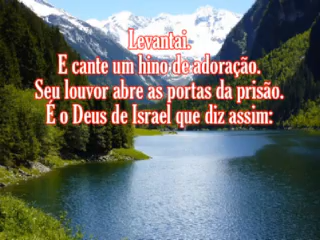 Levantai.
E cante um hino de adoração.
Seu louvor abre as portas da prisão.
É o Deus de Israel que diz assim: